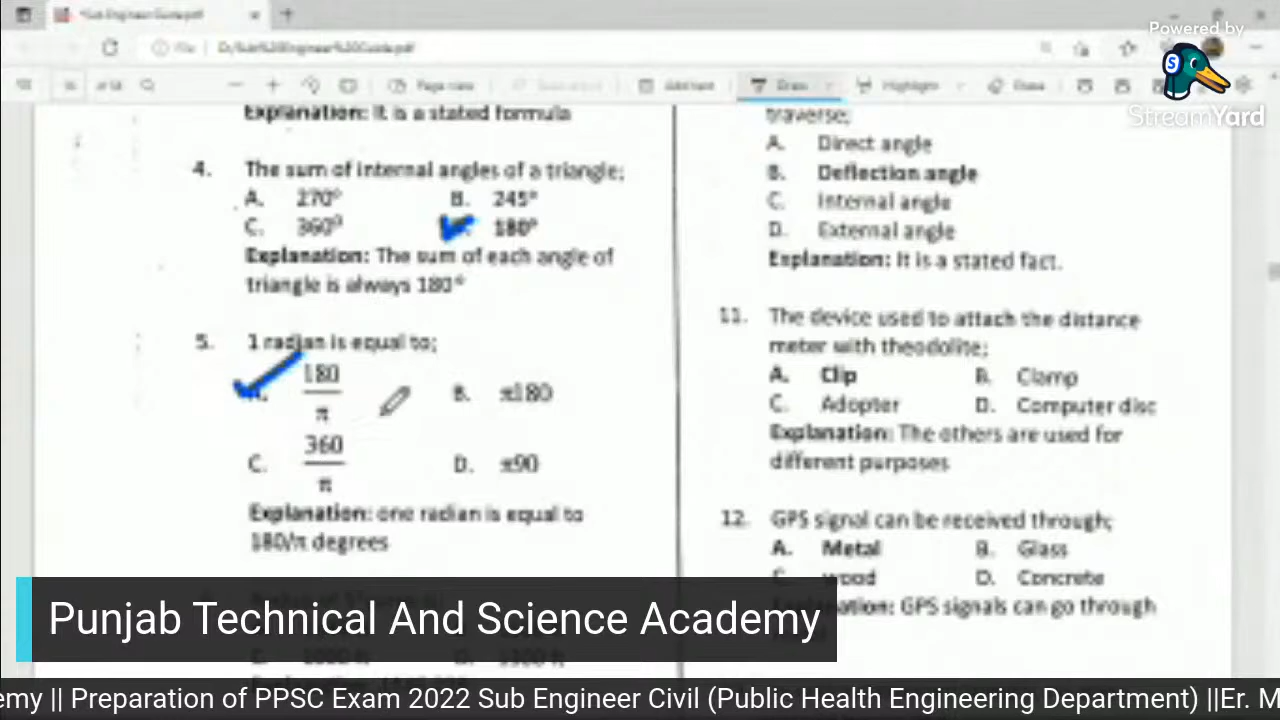 Powered by
StreamYard
Explanation: It is a stated formula
4. The sum of internal angles of a triangle;
A. 270° B. 245°
C. 360° 180°
Explanation: The sum of each angle of
triangle is always 180°
5. 1 radian is equal to;
180
A. π B. π180
360
C. π D. π90
Explanation: one radian is equal to
180/π degrees
traverse;
A. Direct angle
B. Deflection angle
C. Internal angle
D. External angle
Explanation: It is a stated fact.
11. The device used to attach the distance
meter with theodolite;
A. Clip B. Clamp
C. Adopter D. Computer disc
Explanation: The others are used for
different purposes
12. GPS signal can be received through;
A. Metal B. Glass
C. wood D. Concrete
Explanation: GPS signals can go through
Punjab Technical And Science Academy
emy || Preparation of PPSC Exam 2022 Sub Engineer Civil (Public Health Engineering Department) ||Er. M